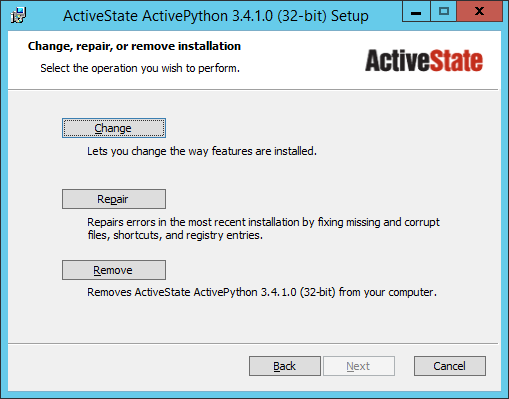 ActiveState ActivePython 3.4.1.0 (32-bit) Setup
Change, repair, or remove installation
Select the operation you wish to perform.
ActiveState
Change
Lets you change the way features are installed.
Repair
Repairs errors in the most recent installation by fixing missing and corrupt
files, shortcuts, and registry entries.
Remove
Removes ActiveState ActivePython 3.4.1.0 (32-bit) from your computer.
Back
Next
Cancel